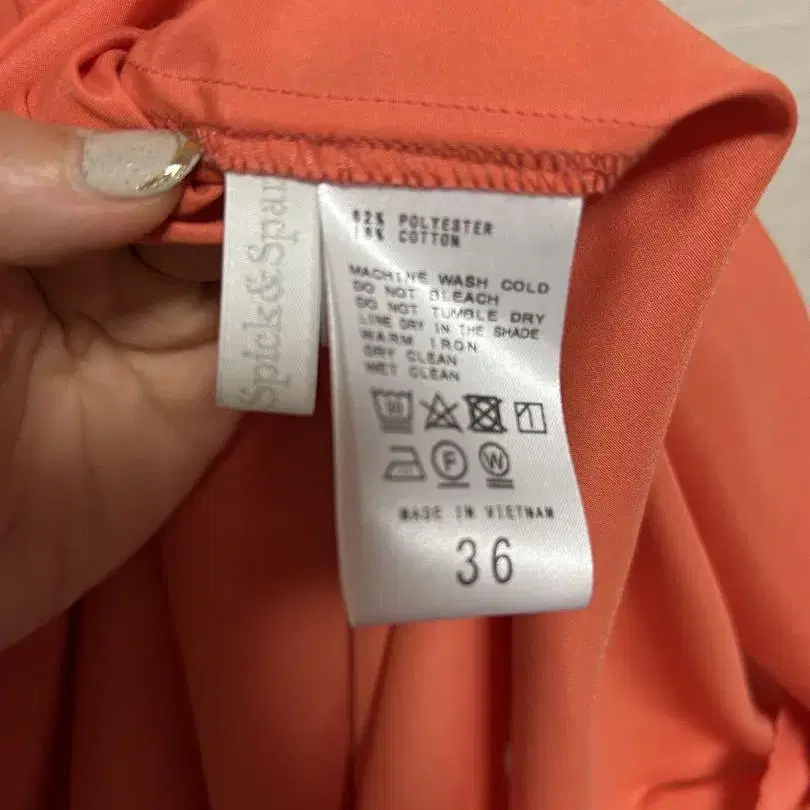 Spick&Span
82% POLYESTER
18% COTTON
MACHINE WASH COLD
DO NOT BLEACH
DO NOT TUMBLE DRY
LINE DRY IN THE SHADE
WARM IRON
DRY CLEAN
WET CLEAN
F W
MADE IN VIETNAM
36